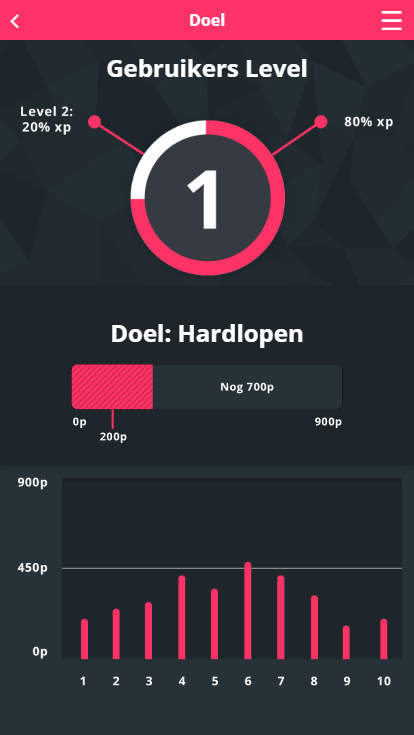 Doel
Gebruikers Level
Level 2:
20% xp
80% xp
1
Doel: Hardlopen
Nog 700p
0p
900p
200p
900p
450p
0p
1 2 3 4 5 6 7 8 9 10